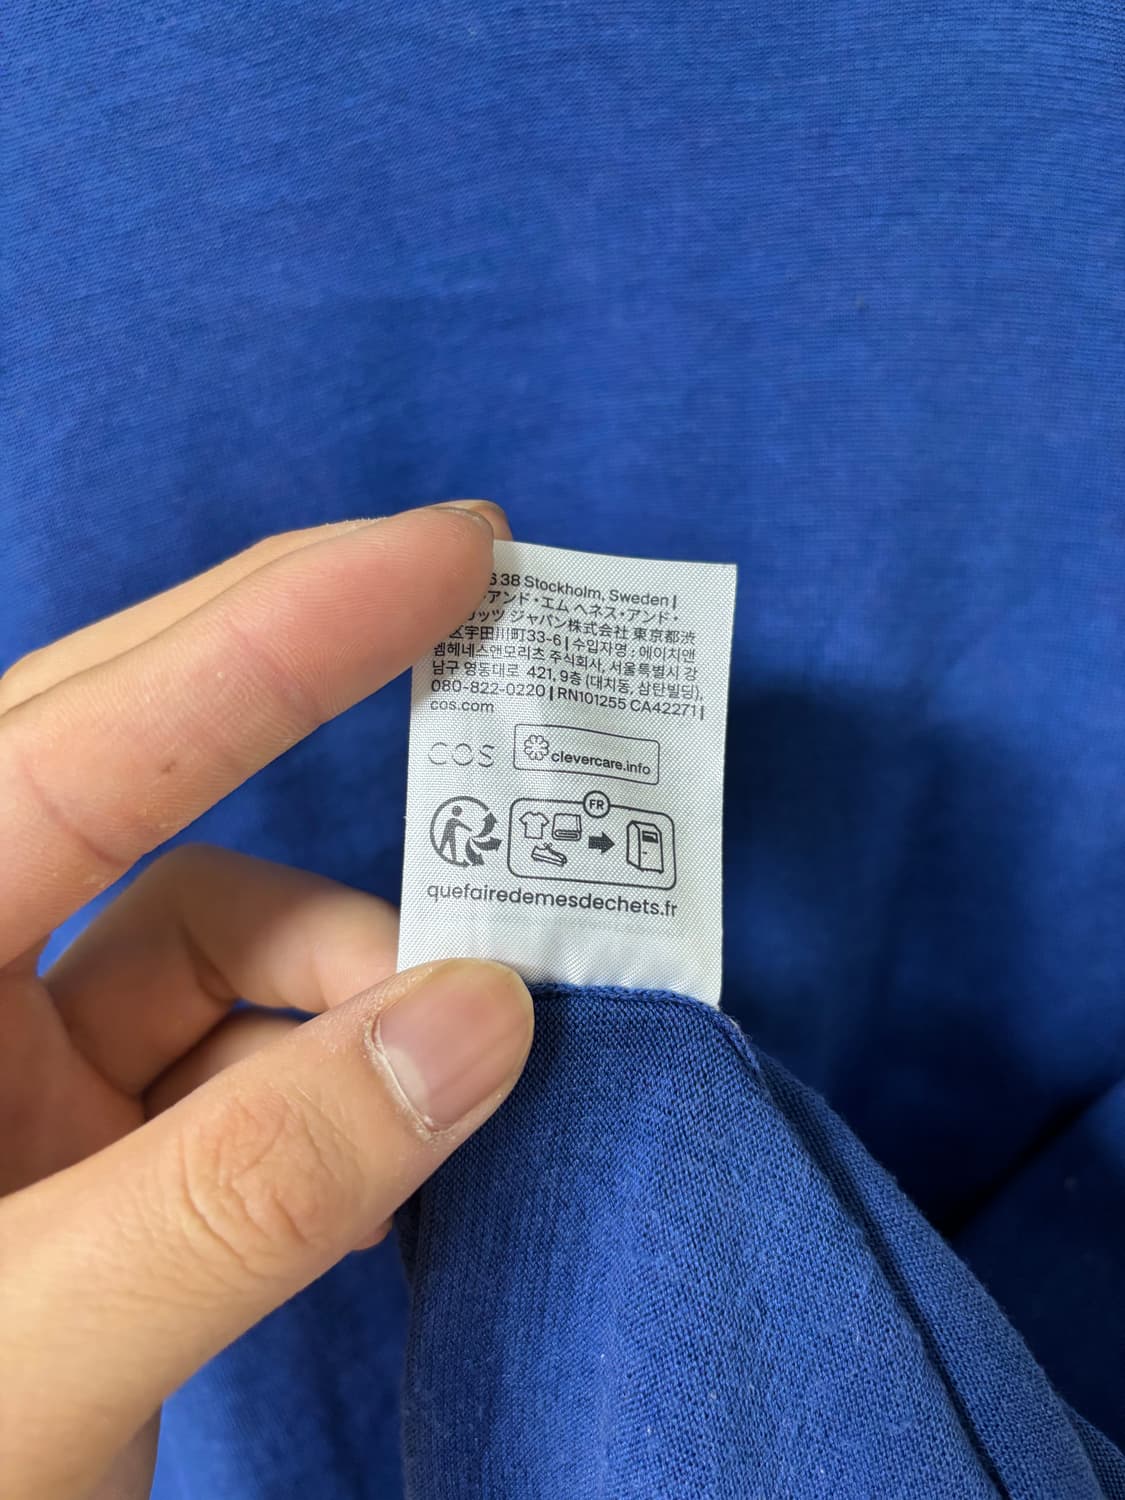 38 Stockholm, Sweden |
アンド・エム ヘネス・アンド・
リッツ ジャパン株式会社 東京都渋
区宇田川町33-6 | 수입자명 : 에이치앤
엠헤네스앤모리츠 주식회사, 서울특별시 강
남구 영동대로 421, 9층 (대치동, 삼탄빌딩),
080-822-0220 | RN101255 CA42271 |
cos.com
COS
clevercare.info
FR
quefairedemesdechets.fr